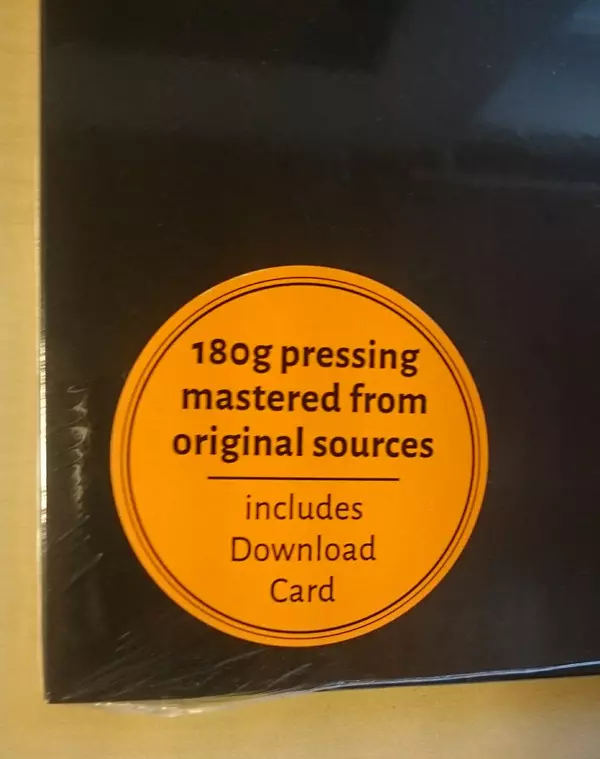 180g pressing
mastered from
original sources
includes
Download
Card